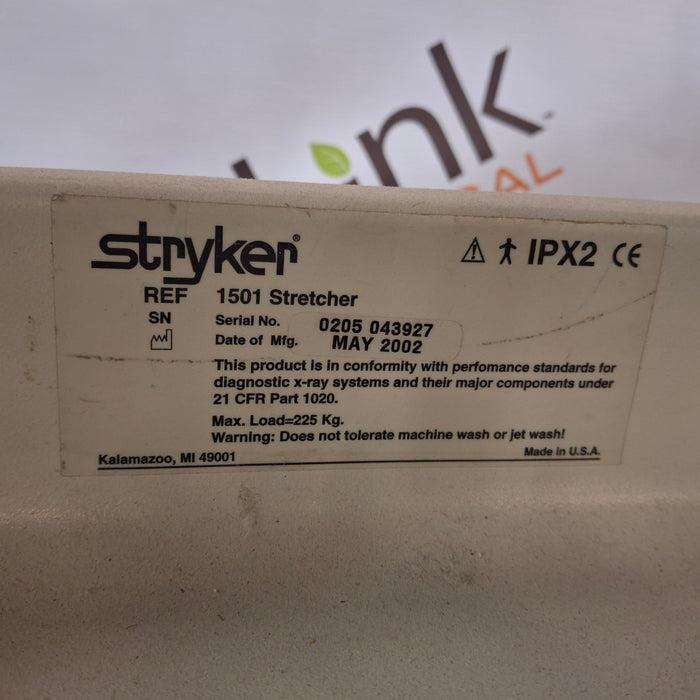 ink™
BAL
stryker®
IPX2 CE
REF 1501 Stretcher
SN Serial No. 0205 043927
Date of Mfg. MAY 2002
This product is in conformity with perfomance standards for
diagnostic x-ray systems and their major components under
21 CFR Part 1020.
Max. Load=225 Kg.
Warning: Does not tolerate machine wash or jet wash!
Kalamazoo, MI 49001
Made in U.S.A.